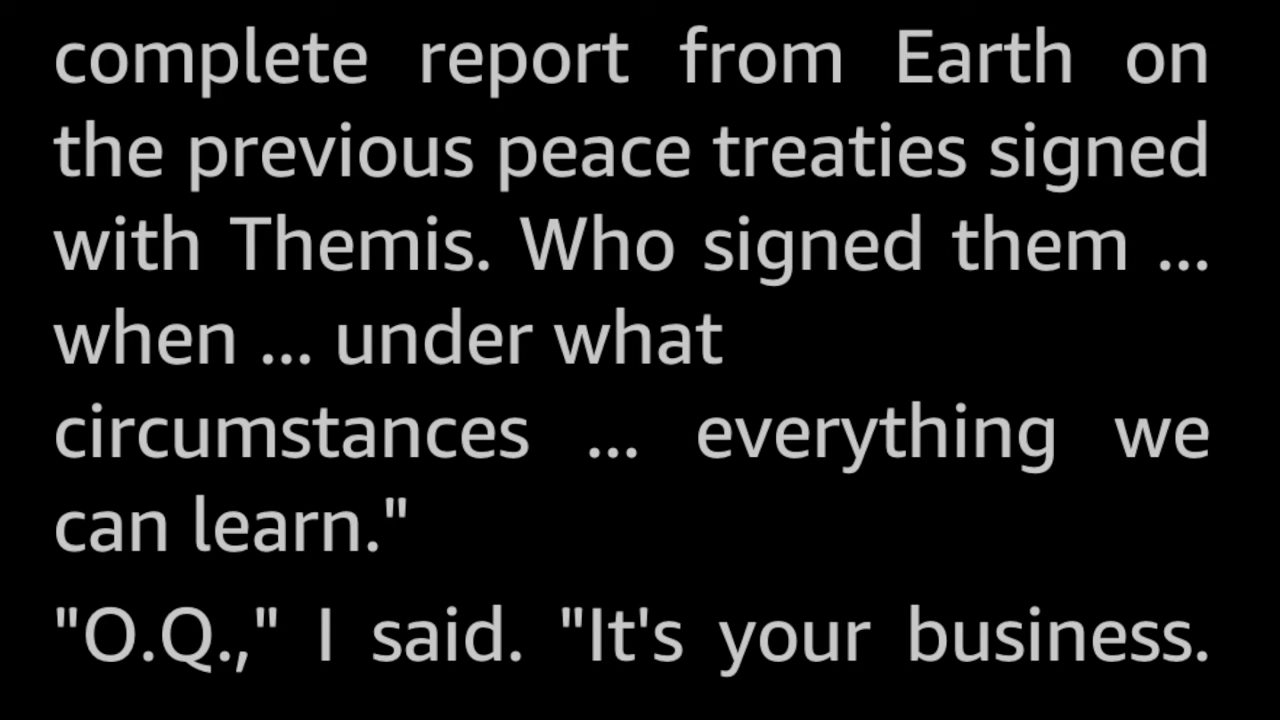 complete report from Earth on
the previous peace treaties signed
with Themis. Who signed them ...
when ... under what
circumstances ... everything we
can learn."
"O.Q.," I said. "It's your business.